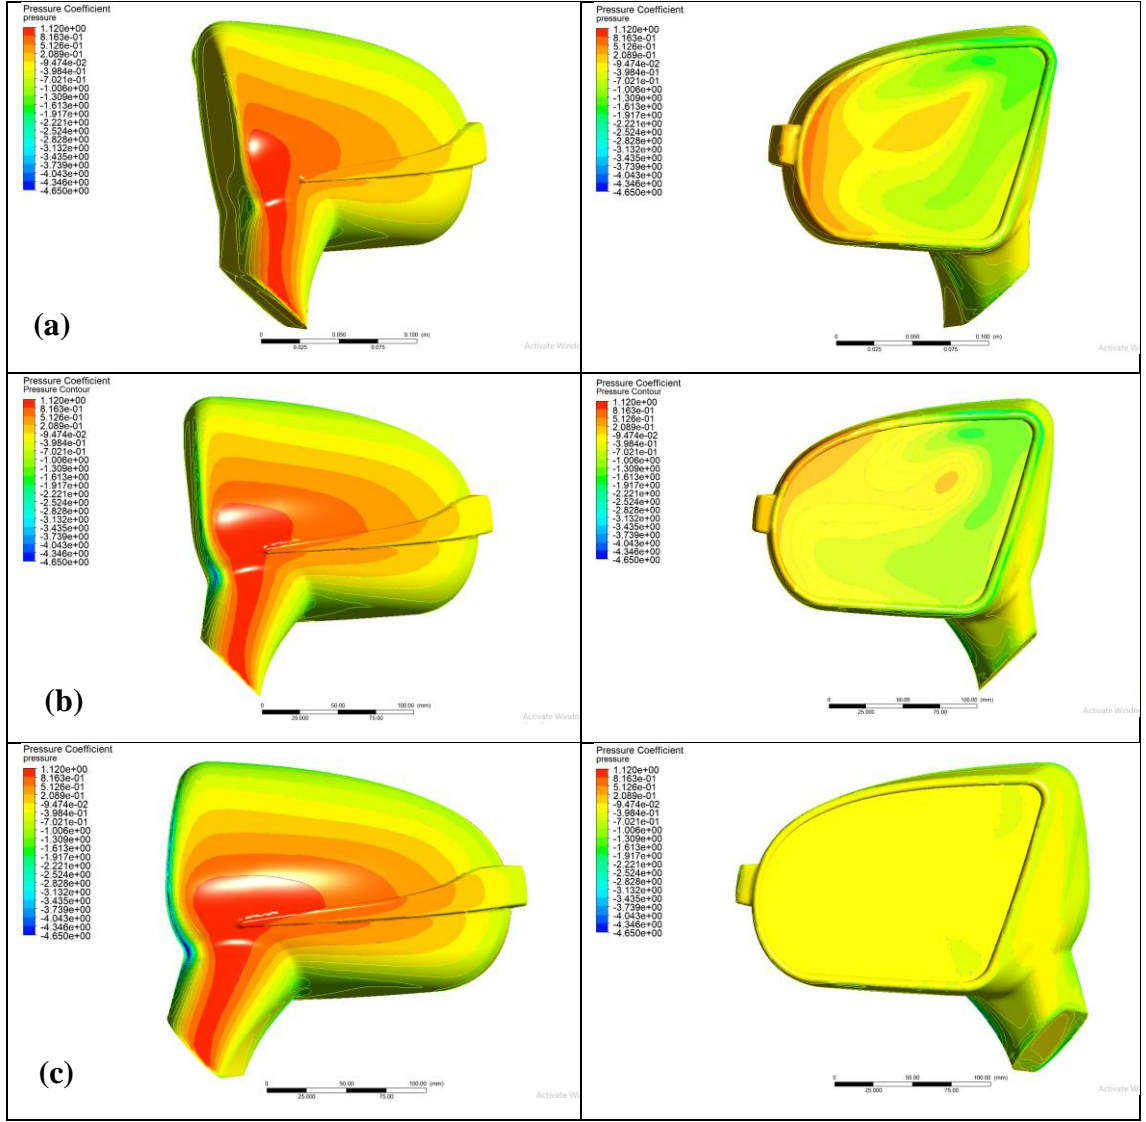 Pressure Coefficient
pressure
1.120e+00
8.163e-01
5.126e-01
2.089e-01
-9.474e-02
-3.984e-01
-7.021e-01
-1.006e+00
-1.309e+00
-1.613e+00
-1.917e+00
-2.221e+00
-2.524e+00
-2.828e+00
-3.132e+00
-3.435e+00
-3.739e+00
-4.043e+00
-4.346e+00
-4.650e+00
(a)
0 0.050 0.100 (m)
0.025 0.075
Activate Windo
Pressure Coefficient
pressure
1.120e+00
8.163e-01
5.126e-01
2.089e-01
-9.474e-02
-3.984e-01
-7.021e-01
-1.006e+00
-1.309e+00
-1.613e+00
-1.917e+00
-2.221e+00
-2.524e+00
-2.828e+00
-3.132e+00
-3.435e+00
-3.739e+00
-4.043e+00
-4.346e+00
-4.650e+00
0 0.050 0.100 (m)
0.025 0.075
Activate W
Pressure Coefficient
Pressure Contour
1.120e+00
8.163e-01
5.126e-01
2.089e-01
-9.474e-02
-3.984e-01
-7.021e-01
-1.006e+00
-1.309e+00
-1.613e+00
-1.917e+00
-2.221e+00
-2.524e+00
-2.828e+00
-3.132e+00
-3.435e+00
-3.739e+00
-4.043e+00
-4.346e+00
-4.650e+00
(b)
0 50.00 100.00 (mm)
25.000 75.00
Activate Windo
Pressure Coefficient
Pressure Contour
1.120e+00
8.163e-01
5.126e-01
2.089e-01
-9.474e-02
-3.984e-01
-7.021e-01
-1.006e+00
-1.309e+00
-1.613e+00
-1.917e+00
-2.221e+00
-2.524e+00
-2.828e+00
-3.132e+00
-3.435e+00
-3.739e+00
-4.043e+00
-4.346e+00
-4.650e+00
0 50.00 100.00 (mm)
25.000 75.00
Activate W
Pressure Coefficient
pressure
1.120e+00
8.163e-01
5.126e-01
2.089e-01
-9.474e-02
-3.984e-01
-7.021e-01
-1.006e+00
-1.309e+00
-1.613e+00
-1.917e+00
-2.221e+00
-2.524e+00
-2.828e+00
-3.132e+00
-3.435e+00
-3.739e+00
-4.043e+00
-4.346e+00
-4.650e+00
(c)
0 50.00 100.00 (mm)
25.000 75.00
Activate Wi
Pressure Coefficient
pressure
1.120e+00
8.163e-01
5.126e-01
2.089e-01
-9.474e-02
-3.984e-01
-7.021e-01
-1.006e+00
-1.309e+00
-1.613e+00
-1.917e+00
-2.221e+00
-2.524e+00
-2.828e+00
-3.132e+00
-3.435e+00
-3.739e+00
-4.043e+00
-4.346e+00
-4.650e+00
0 50.00 100.00 (mm)
25.000 75.00
Activate W